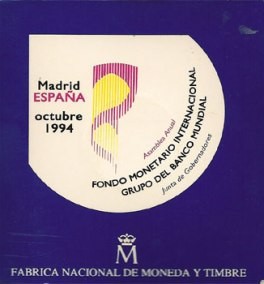 Madrid
ESPAÑA
octubre
1994
Asamblea Anual
FONDO MONETARIO INTERNACIONAL
GRUPO DEL BANCO MUNDIAL
Junta de Gobernadores
M
FABRICA NACIONAL DE MONEDA Y TIMBRE